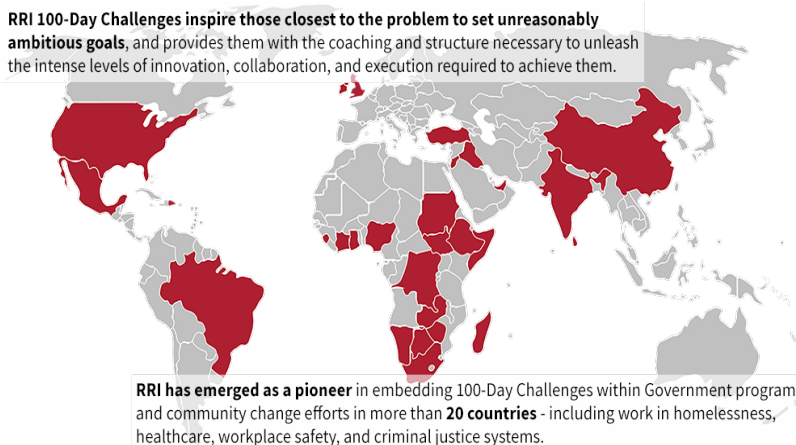 RRI 100-Day Challenges inspire those closest to the problem to set unreasonably
ambitious goals, and provides them with the coaching and structure necessary to unleash
the intense levels of innovation, collaboration, and execution required to achieve them.
RRI has emerged as a pioneer in embedding 100-Day Challenges within Government program
and community change efforts in more than 20 countries - including work in homelessness,
healthcare, workplace safety, and criminal justice systems.